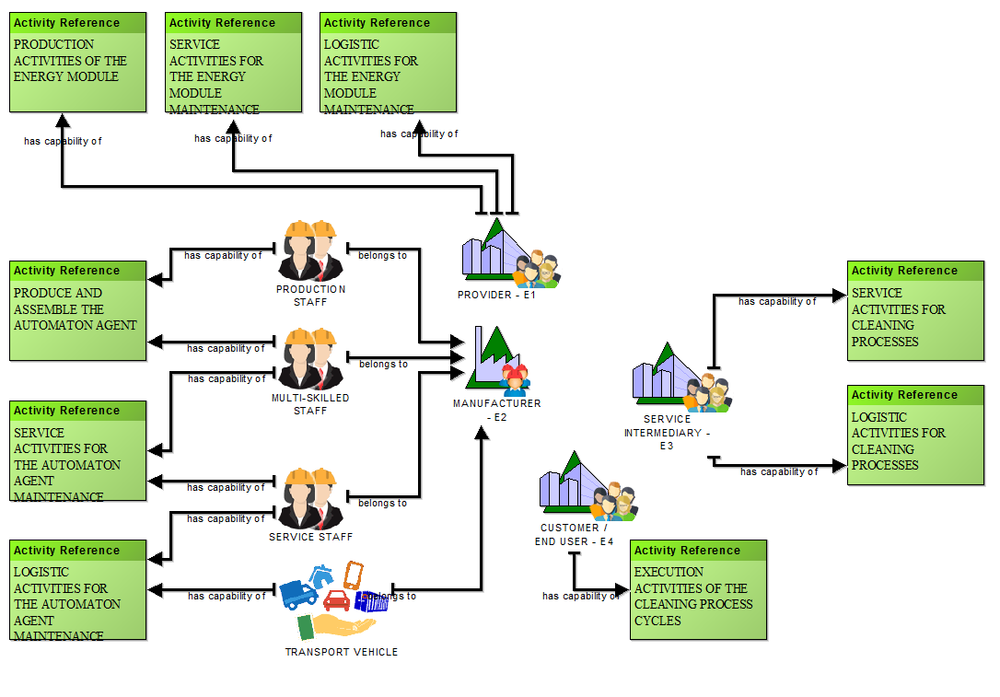 Activity Reference
PRODUCTION
ACTIVITIES OF THE
ENERGY MODULE
Activity Reference
SERVICE
ACTIVITIES FOR
THE ENERGY
MODULE
MAINTENANCE
Activity Reference
LOGISTIC
ACTIVITIES FOR
THE ENERGY
MODULE
MAINTENANCE
has capability of
has capability of
has capability of
Activity Reference
PRODUCE AND
ASSEMBLE THE
AUTOMATON AGENT
has capability of
PRODUCTION
STAFF
belongs to
PROVIDER - E1
has capability of
has capability of
MULTI-SKILLED
STAFF
belongs to
MANUFACTURER
- E2
Activity Reference
SERVICE
ACTIVITIES FOR
THE AUTOMATON
AGENT
MAINTENANCE
has capability of
has capability of
SERVICE STAFF
belongs to
Activity Reference
LOGISTIC
ACTIVITIES FOR
THE AUTOMATON
AGENT
MAINTENANCE
has capability of
belongs to
TRANSPORT VEHICLE
SERVICE
INTERMEDIARY -
E3
has capability of
has capability of
Activity Reference
SERVICE
ACTIVITIES FOR
CLEANING
PROCESSES
Activity Reference
LOGISTIC
ACTIVITIES FOR
CLEANING
PROCESSES
CUSTOMER /
END USER - E4
has capability of
Activity Reference
EXECUTION
ACTIVITIES OF THE
CLEANING PROCESS
CYCLES